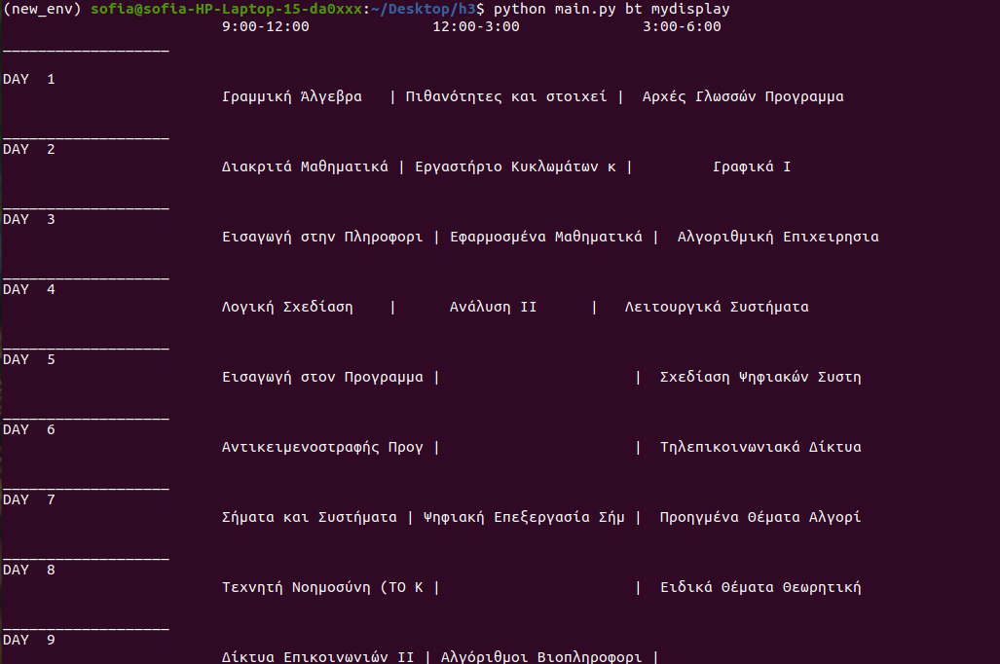 (new_env) sofia@sofia-HP-Laptop-15-da0xxx:~/Desktop/h3$ python main.py bt mydisplay
9:00-12:00 12:00-3:00 3:00-6:00
___________________
DAY 1
Γραμμική Άλγεβρα | Πιθανότητες και στοιχεί | Αρχές Γλωσσών Προγραμμα
___________________
DAY 2
Διακριτά Μαθηματικά | Εργαστήριο Κυκλωμάτων κ | Γραφικά Ι
___________________
DAY 3
Εισαγωγή στην Πληροφορι | Εφαρμοσμένα Μαθηματικά | Αλγοριθμική Επιχειρησια
___________________
DAY 4
Λογική Σχεδίαση | Ανάλυση ΙΙ | Λειτουργικά Συστήματα
___________________
DAY 5
Εισαγωγή στον Προγραμμα | | Σχεδίαση Ψηφιακών Συστη
___________________
DAY 6
Αντικειμενοστραφής Προγ | | Τηλεπικοινωνιακά Δίκτυα
___________________
DAY 7
Σήματα και Συστήματα | Ψηφιακή Επεξεργασία Σήμ | Προηγμένα Θέματα Αλγορί
___________________
DAY 8
Τεχνητή Νοημοσύνη (ΤΟ Κ | | Ειδικά Θέματα Θεωρητική
___________________
DAY 9
Δίκτυα Επικοινωνιών ΙΙ | Αλγόριθμοι Βιοπληροφορι |